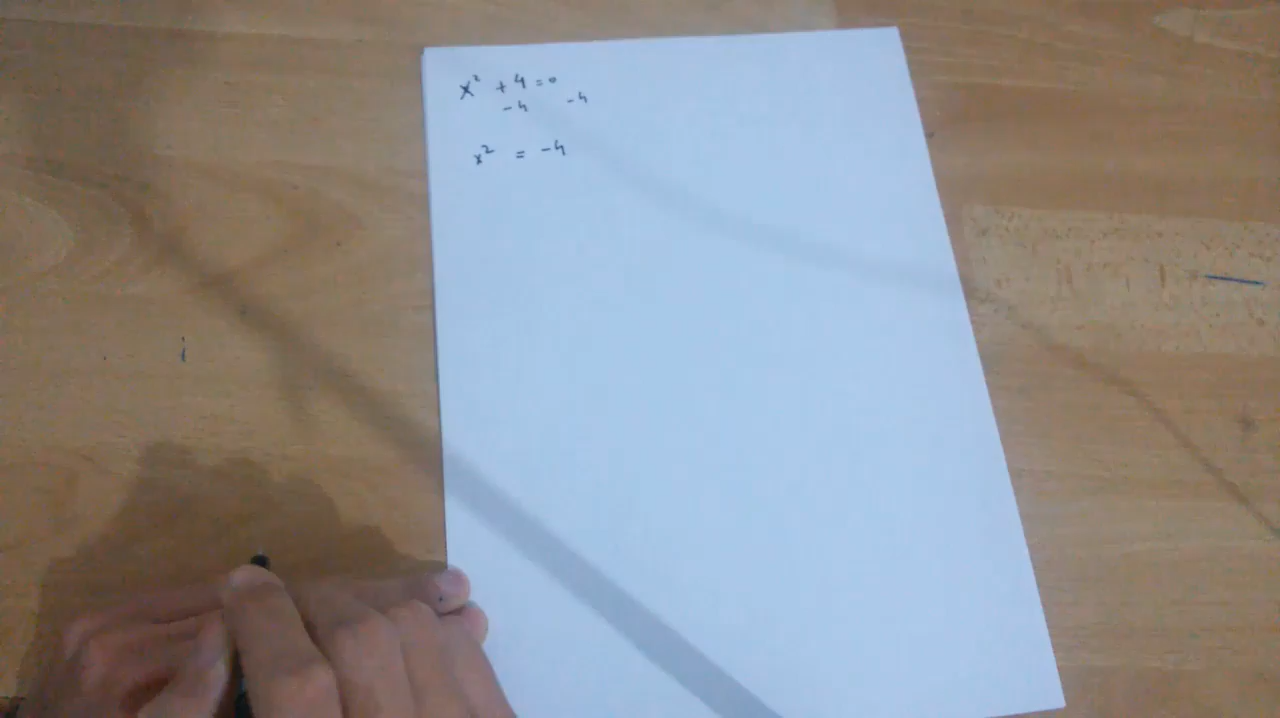 x² + 4 = 0
-4 -4
x² = -4